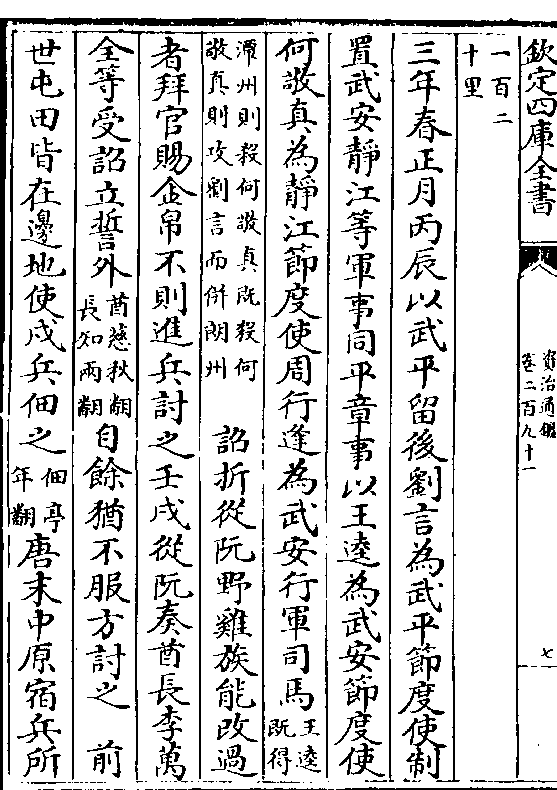 欽定四庫全書
資治通鑑
卷二百九十一
七
一百二
十里
三年春正月丙辰以武平留後劉言為武平節度使制
置武安靜江等軍事同平章事以王逵為武安節度使
何敬真為靜江節度使周行逢為武安行軍司馬王逵既得
潭州則殺何敬真既殺何敬真則攻劉言而併朗州 詔折從阮野雞族能改過
者拜官賜金帛不則進兵討之壬戌從阮奏酋長李萬
全等受詔立誓外酋慈秋翻長知兩翻自餘猶不服方討之 前
世屯田皆在邊地使戍兵佃之佃亭年翻唐末中原宿兵所